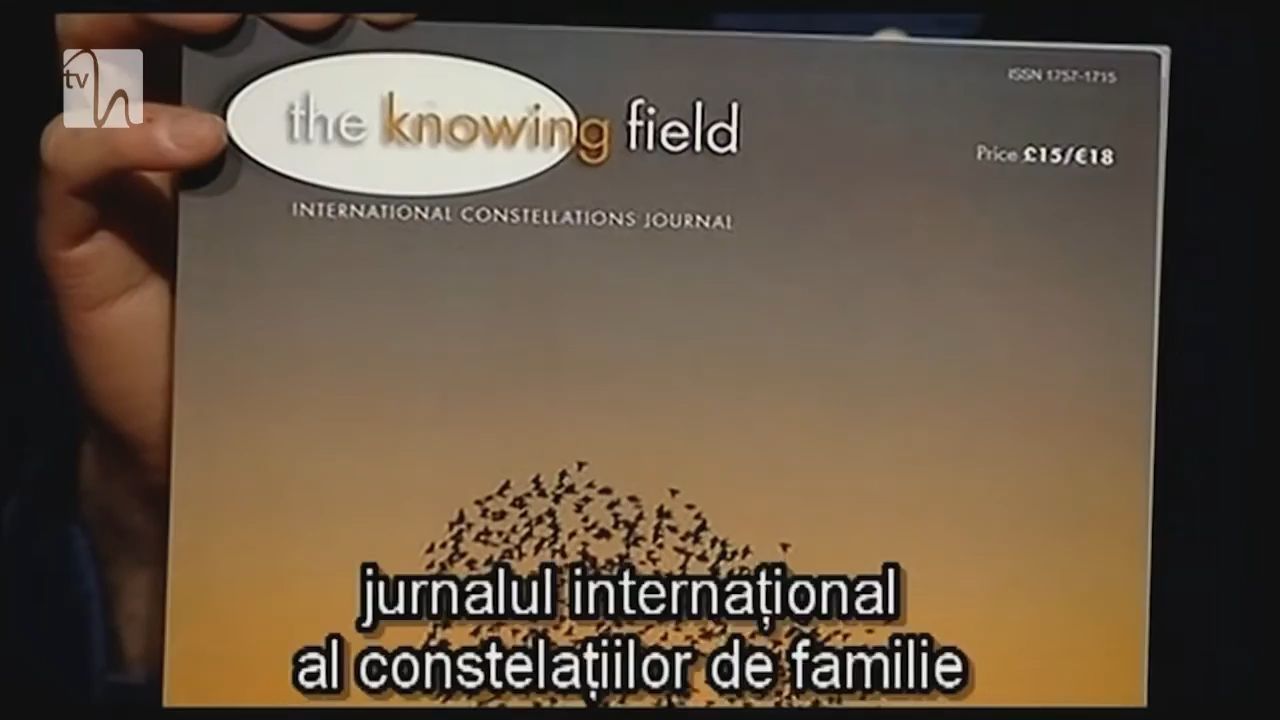 tv h
ISSN 1757-1715
the knowing field
Price £15/€18
INTERNATIONAL CONSTELLATIONS JOURNAL
jurnalul internațional
al constelațiilor de familie